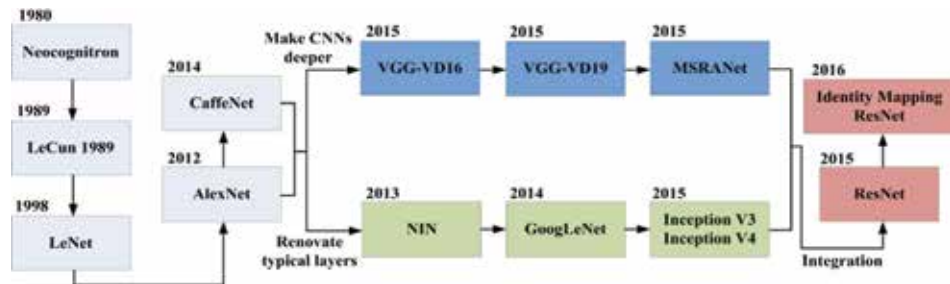 1980
Neocognitron
1989
LeCun 1989
1998
LeNet
2014
CaffeNet
2012
AlexNet
Make CNNs
deeper
2015
VGG-VD16
2015
VGG-VD19
2015
MSRANet
Renovate
typical layers
2013
NIN
2014
GoogLeNet
2015
Inception V3
Inception V4
Integration
2016
Identity Mapping
ResNet
2015
ResNet